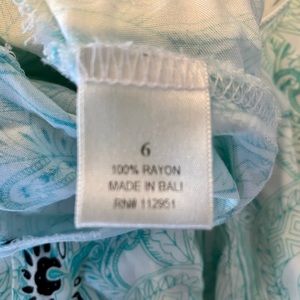 6
100% RAYON
MADE IN BALI
RN# 112951